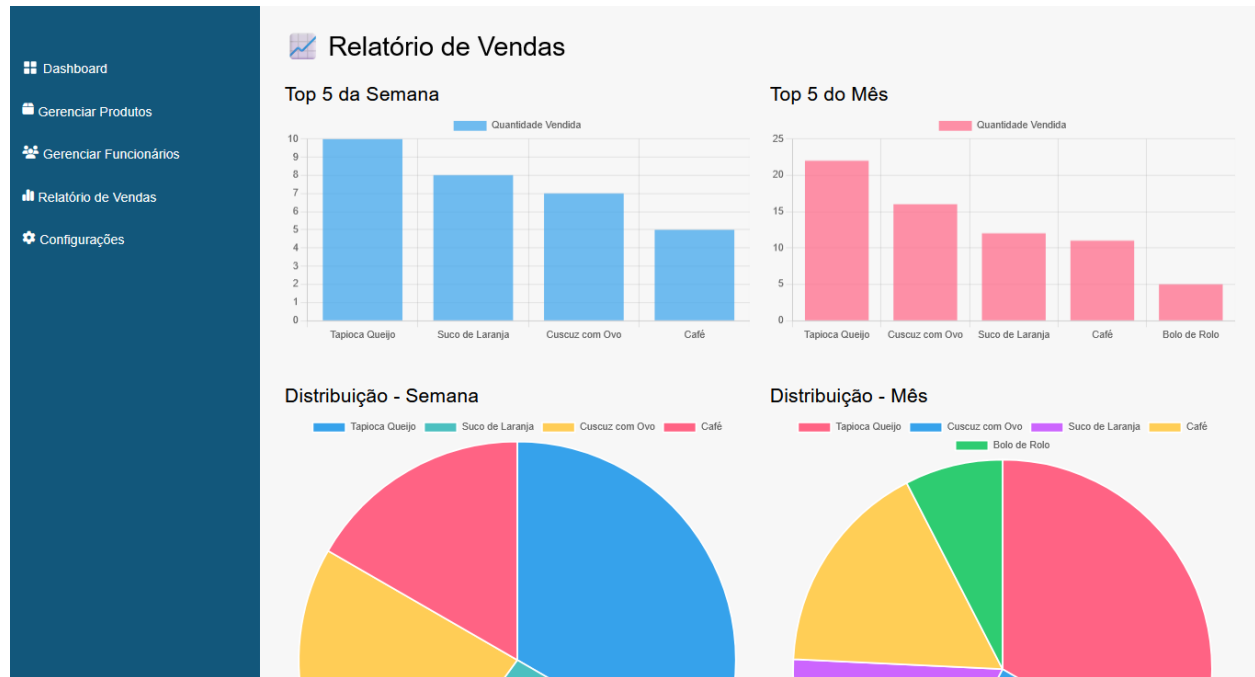 Dashboard
Gerenciar Produtos
Gerenciar Funcionários
Relatório de Vendas
Configurações
Relatório de Vendas
Top 5 da Semana
Quantidade Vendida
10
9
8
7
6
5
4
3
2
1
0
Tapioca Queijo Suco de Laranja Cuscuz com Ovo Café
Top 5 do Mês
Quantidade Vendida
25
20
15
10
5
0
Tapioca Queijo Cuscuz com Ovo Suco de Laranja Café Bolo de Rolo
Distribuição - Semana
Tapioca Queijo Suco de Laranja Cuscuz com Ovo Café
Distribuição - Mês
Tapioca Queijo Cuscuz com Ovo Suco de Laranja Café
Bolo de Rolo